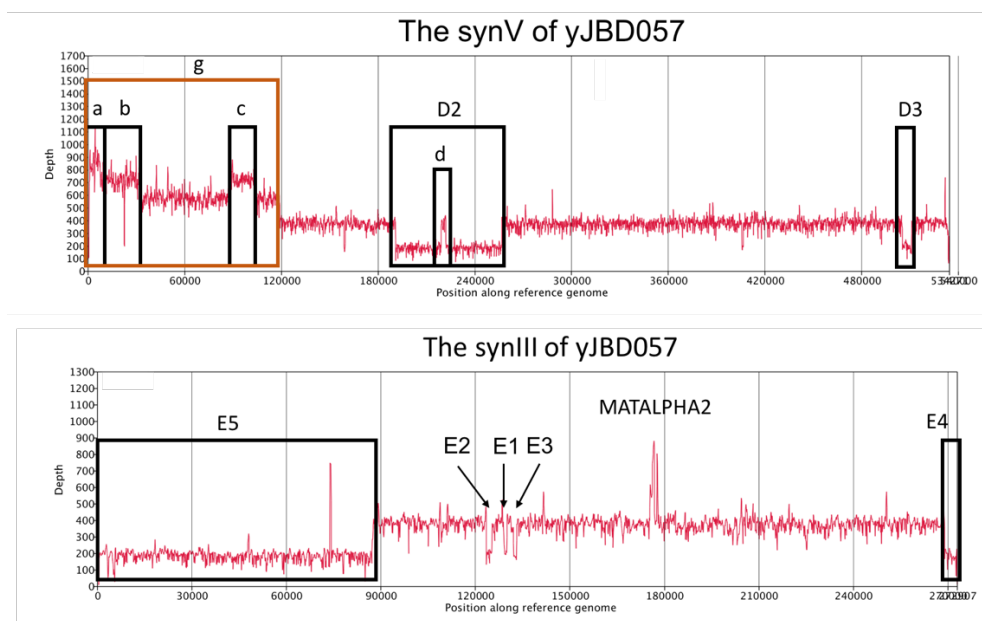 The synV of yJBD057
1700
1600
1500
1400
1300
1200
1100
1000
900
800
700
600
500
400
300
200
100
0
Depth
g
a b c D2 d D3
0 60000 120000 180000 240000 300000 360000 420000 480000
Position along reference genome
The synIII of yJBD057
1300
1200
1100
1000
900
800
700
600
500
400
300
200
100
0
Depth
E5 E2 E1 E3 MATALPHA2 E4
0 30000 60000 90000 120000 150000 180000 210000 240000
Position along reference genome